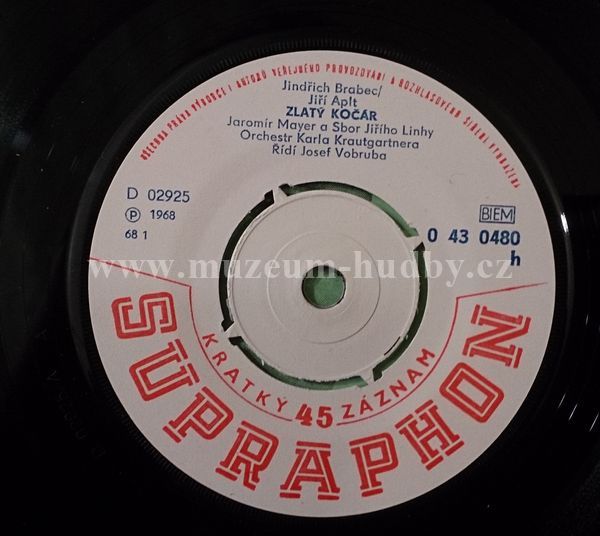 VŠECHNA PRÁVA VÝROBCE I AUTORŮ VEŘEJNÉHO PROVOZOVÁNÍ A ROZHLASOVÉHO ŠÍŘENÍ VYHRAŽENA
Jindřich Brabec/
Jiří Aplt
ZLATÝ KOČÁR
Jaromír Mayer a Sbor Jiřího Linhy
Orchestr Karla Krautgartnera
Řídí Josef Vobruba
D 02925
Ⓟ 1968
68 1
BIEM
0 43 0480
h
www.muzeum-hudby.cz
KRÁTKÝ 45 ZÁZNAM
SUPRAPHON